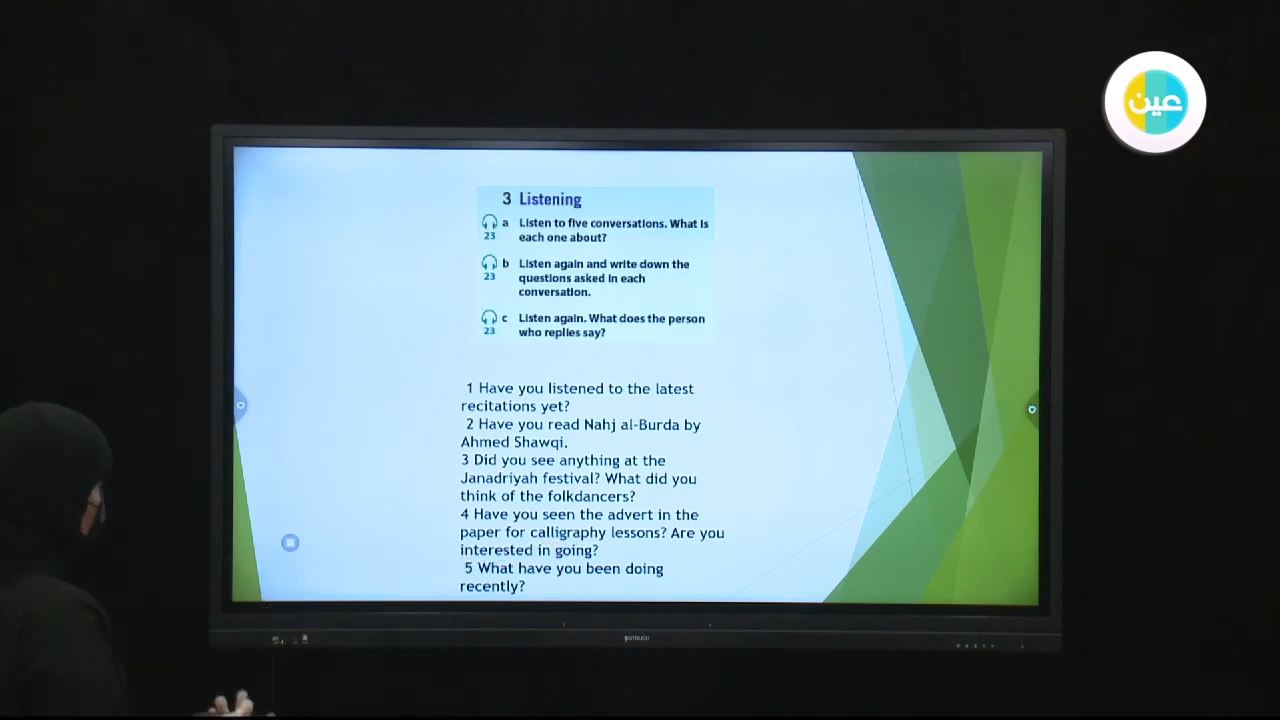 عين
3 Listening
23 a Listen to five conversations. What is
each one about?
23 b Listen again and write down the
questions asked in each
conversation.
23 c Listen again. What does the person
who replies say?
1 Have you listened to the latest
recitations yet?
2 Have you read Nahj al-Burda by
Ahmed Shawqi.
3 Did you see anything at the
Janadriyah festival? What did you
think of the folkdancers?
4 Have you seen the advert in the
paper for calligraphy lessons? Are you
interested in going?
5 What have you been doing
recently?